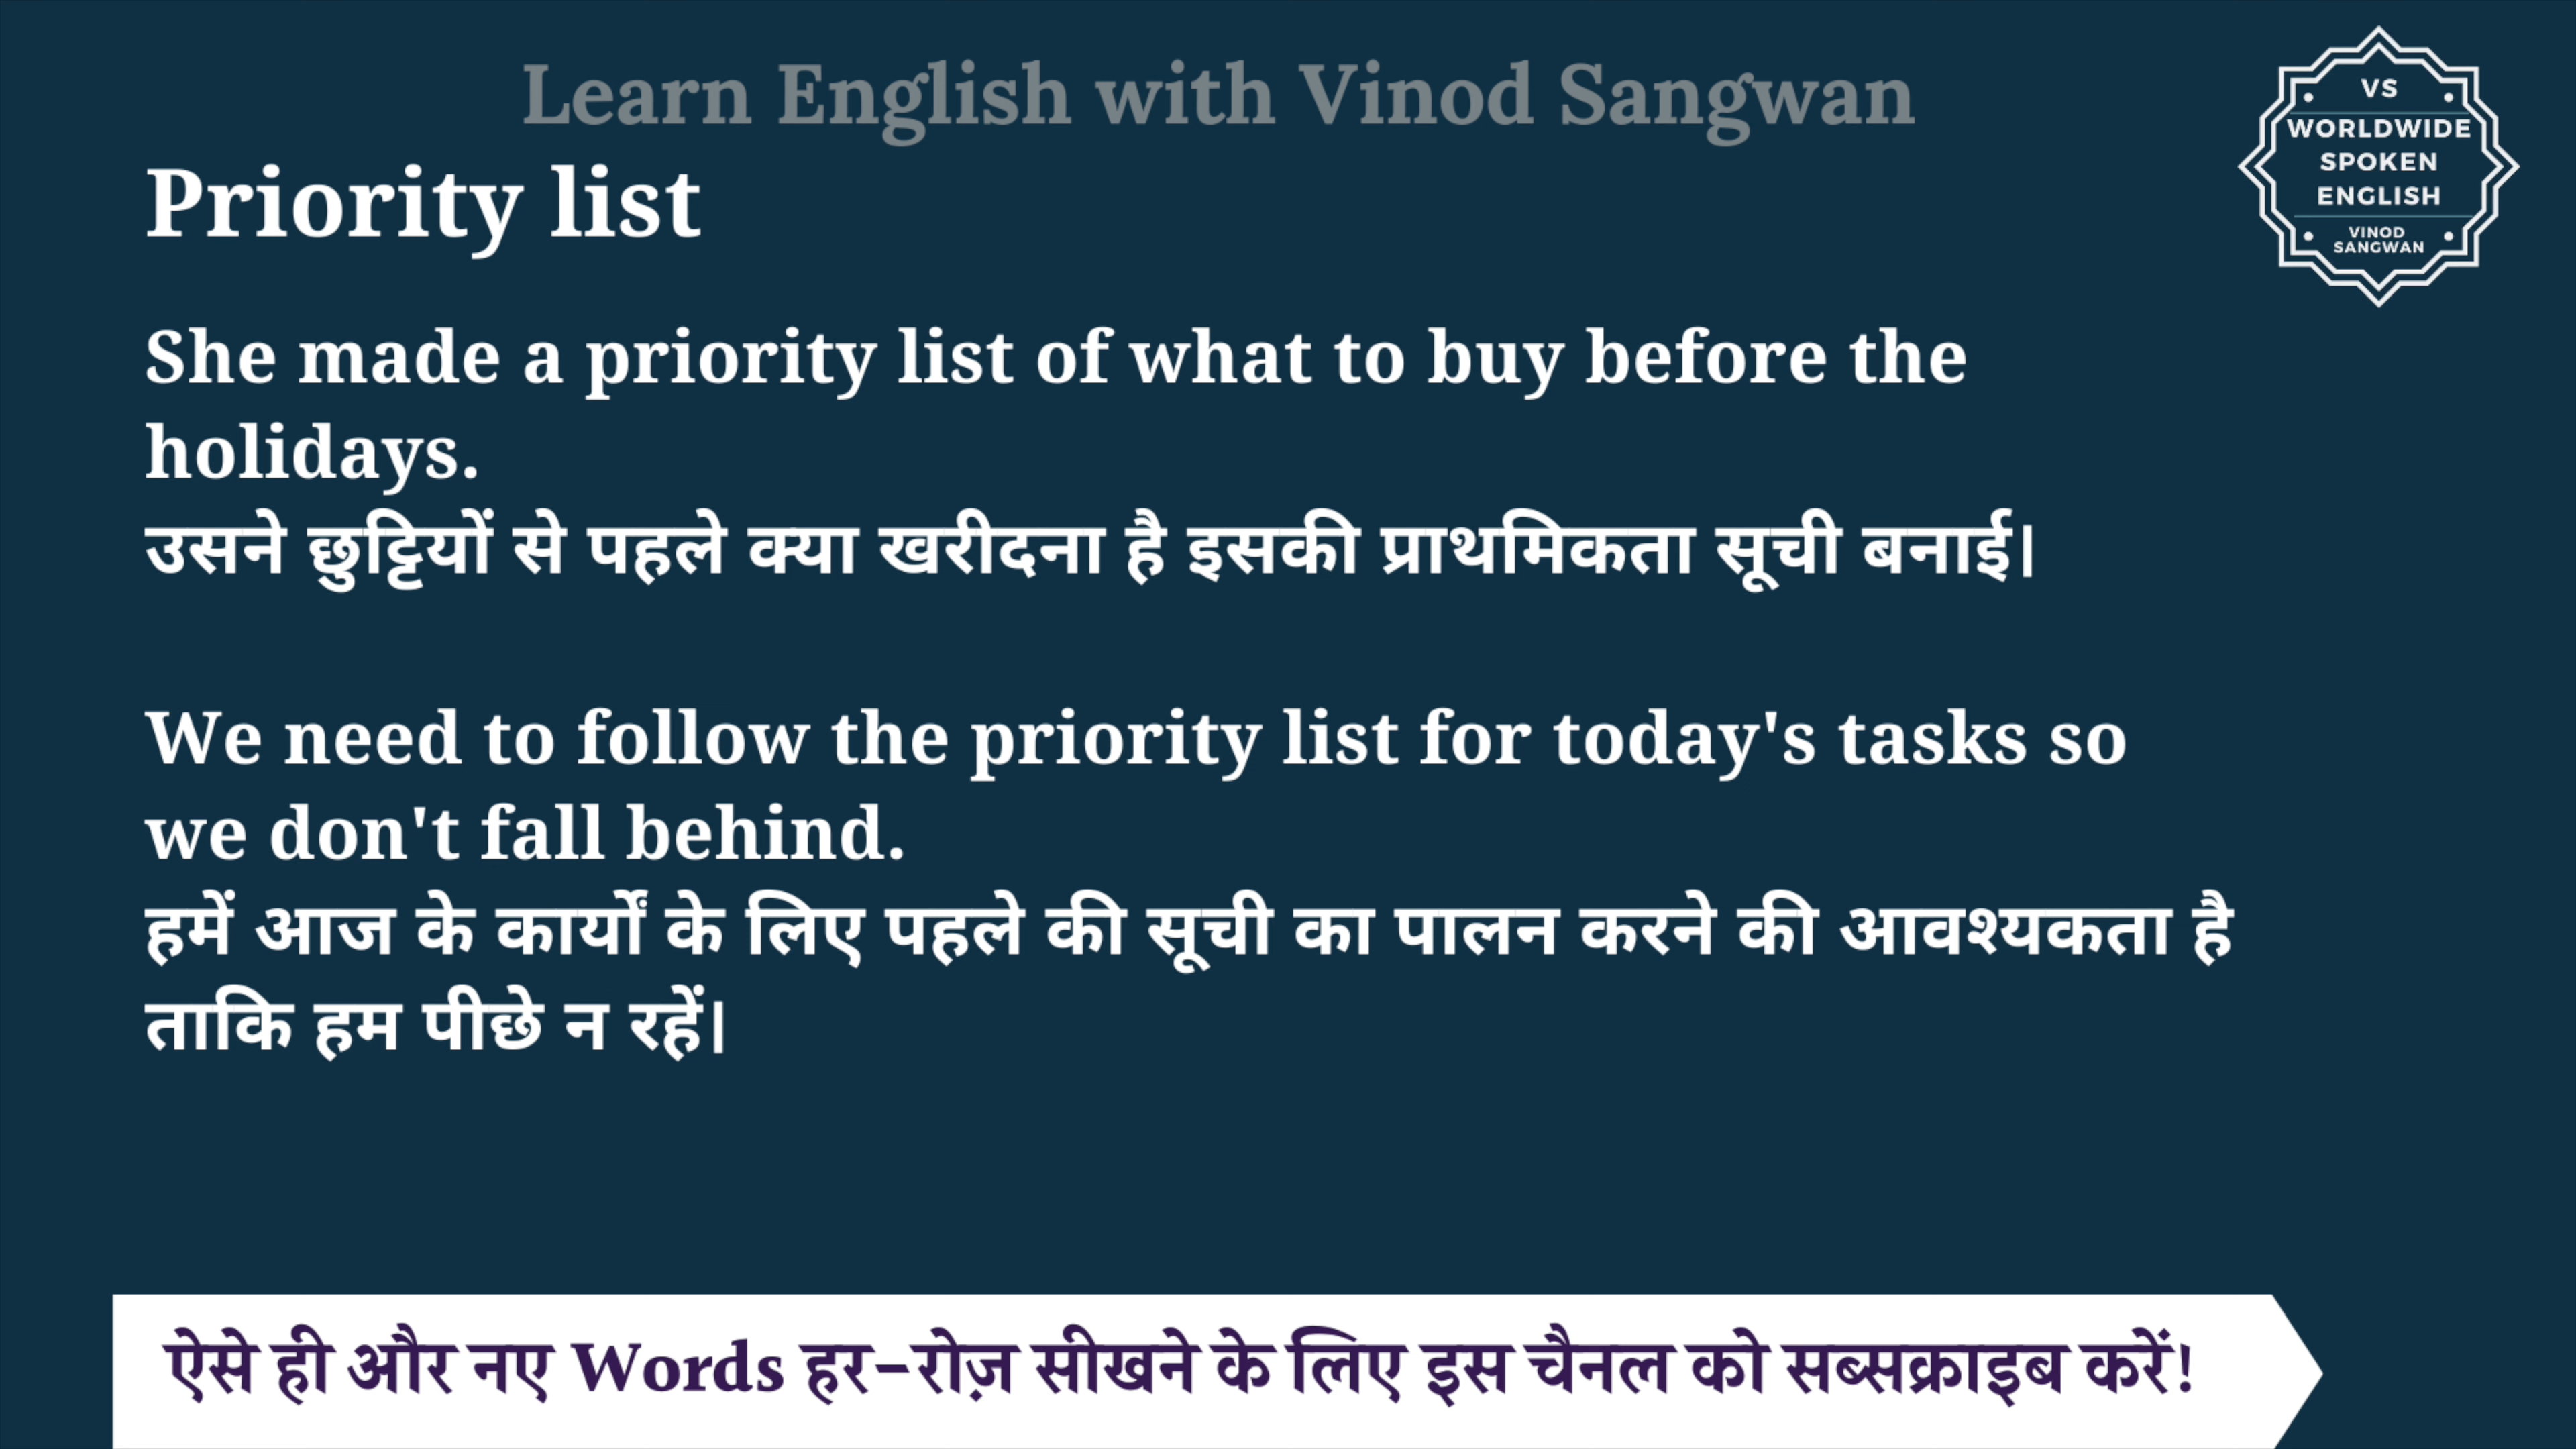 Learn English with Vinod Sangwan
VS
WORLDWIDE
SPOKEN
ENGLISH
VINOD
SANGWAN
Priority list
She made a priority list of what to buy before the
holidays.
उसने छुट्टियों से पहले क्या खरीदना है इसकी प्राथमिकता सूची बनाई।
We need to follow the priority list for today's tasks so
we don't fall behind.
हमें आज के कार्यों के लिए पहले की सूची का पालन करने की आवश्यकता है
ताकि हम पीछे न रहें।
ऐसे ही और नए Words हर-रोज़ सीखने के लिए इस चैनल को सब्सक्राइब करें!